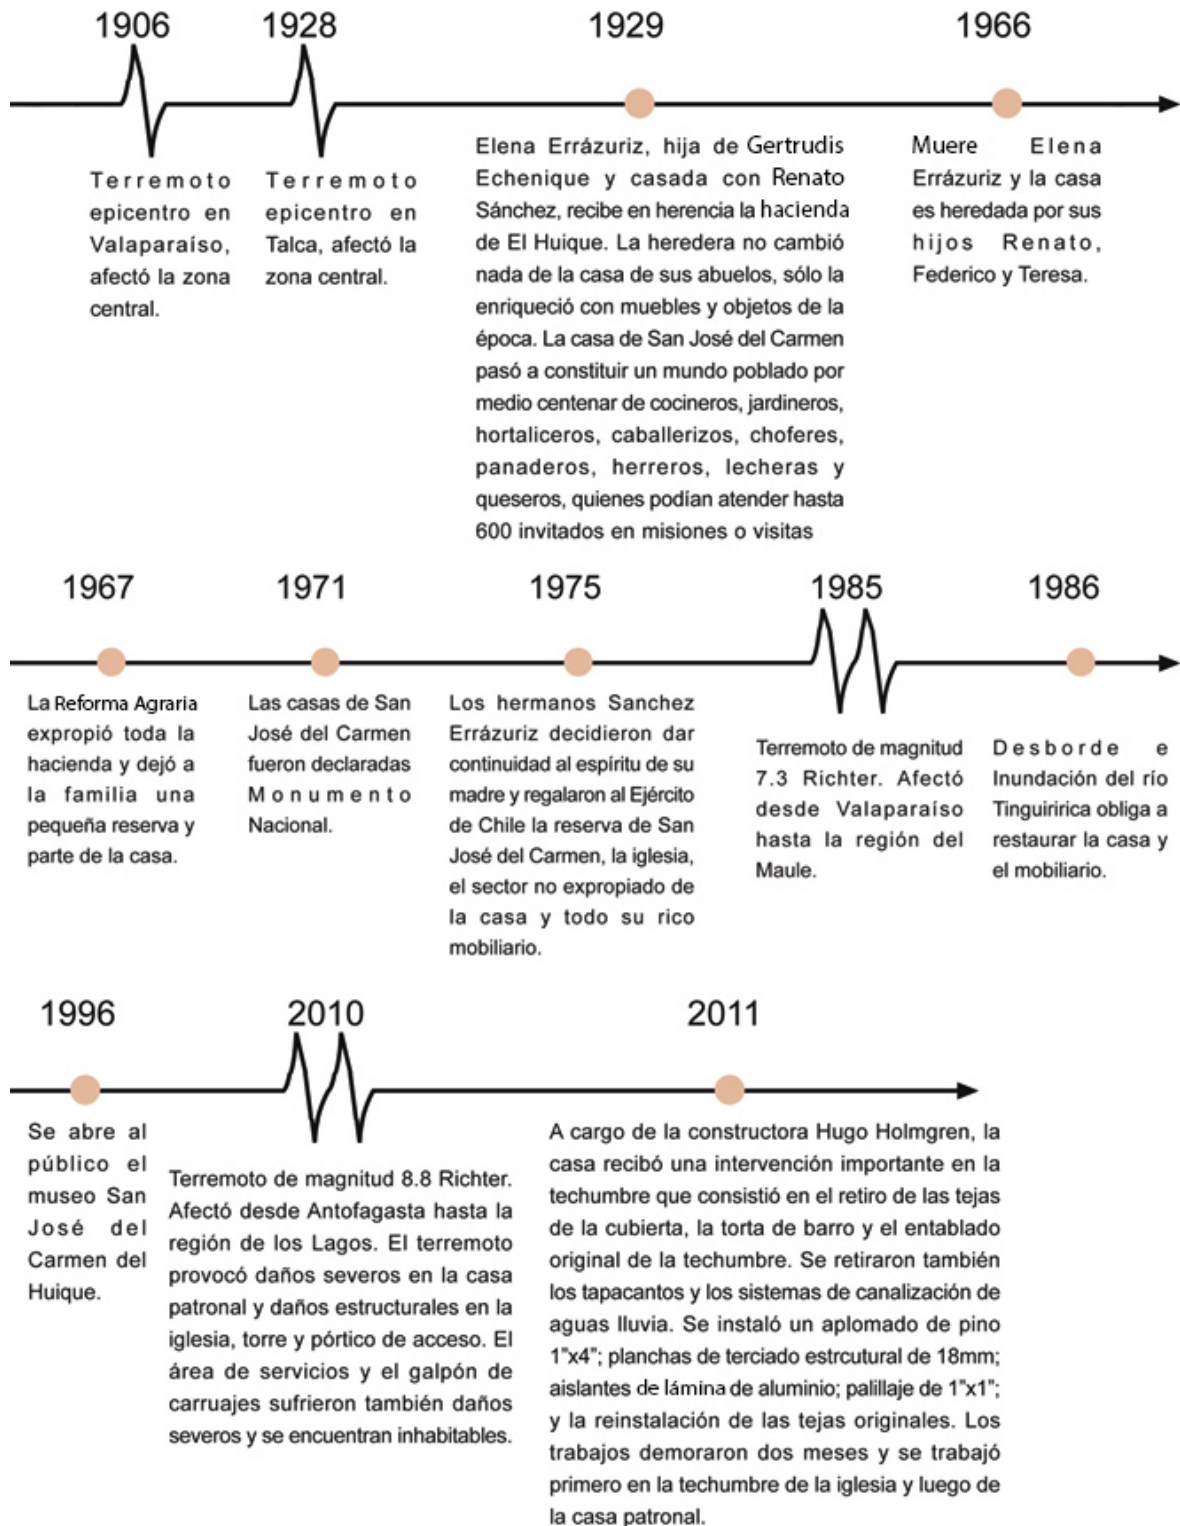 1906
1928
1929
1966
Terremoto
epicentro en
Valaparaíso,
afectó la zona
central.
Terremoto
epicentro en
Talca, afectó la
zona central.
Elena Errázuriz, hija de Gertrudis
Echenique y casada con Renato
Sánchez, recibe en herencia la hacienda
de El Huique. La heredera no cambió
nada de la casa de sus abuelos, sólo la
enriqueció con muebles y objetos de la
época. La casa de San José del Carmen
pasó a constituir un mundo poblado por
medio centenar de cocineros, jardineros,
hortaliceros, caballerizos, choferes,
panaderos, herreros, lecheras y
queseros, quienes podían atender hasta
600 invitados en misiones o visitas
Muere Elena
Errázuriz y la casa
es heredada por sus
hijos Renato,
Federico y Teresa.
1967
1971
1975
1985
1986
La Reforma Agraria
expropió toda la
hacienda y dejó a
la familia una
pequeña reserva y
parte de la casa.
Las casas de San
José del Carmen
fueron declaradas
Monumento
Nacional.
Los hermanos Sanchez
Errázuriz decidieron dar
continuidad al espíritu de su
madre y regalaron al Ejército
de Chile la reserva de San
José del Carmen, la iglesia,
el sector no expropiado de
la casa y todo su rico
mobiliario.
Terremoto de magnitud
7.3 Richter. Afectó
desde Valaparaíso
hasta la región del
Maule.
Desborde e
Inundación del río
Tinguiririca obliga a
restaurar la casa y
el mobiliario.
1996
2010
2011
Se abre al
público el
museo San
José del
Carmen del
Huique.
Terremoto de magnitud 8.8 Richter.
Afectó desde Antofagasta hasta la
región de los Lagos. El terremoto
provocó daños severos en la casa
patronal y daños estructurales en la
iglesia, torre y pórtico de acceso. El
área de servicios y el galpón de
carruajes sufrieron también daños
severos y se encuentran inhabitables.
A cargo de la constructora Hugo Holmgren, la
casa recibó una intervención importante en la
techumbre que consistió en el retiro de las tejas
de la cubierta, la torta de barro y el entablado
original de la techumbre. Se retiraron también
los tapacantos y los sistemas de canalización de
aguas lluvia. Se instaló un aplomado de pino
1”x4”; planchas de terciado estrcutural de 18mm;
aislantes de lámina de aluminio; palillaje de 1”x1”;
y la reinstalación de las tejas originales. Los
trabajos demoraron dos meses y se trabajó
primero en la techumbre de la iglesia y luego de
la casa patronal.